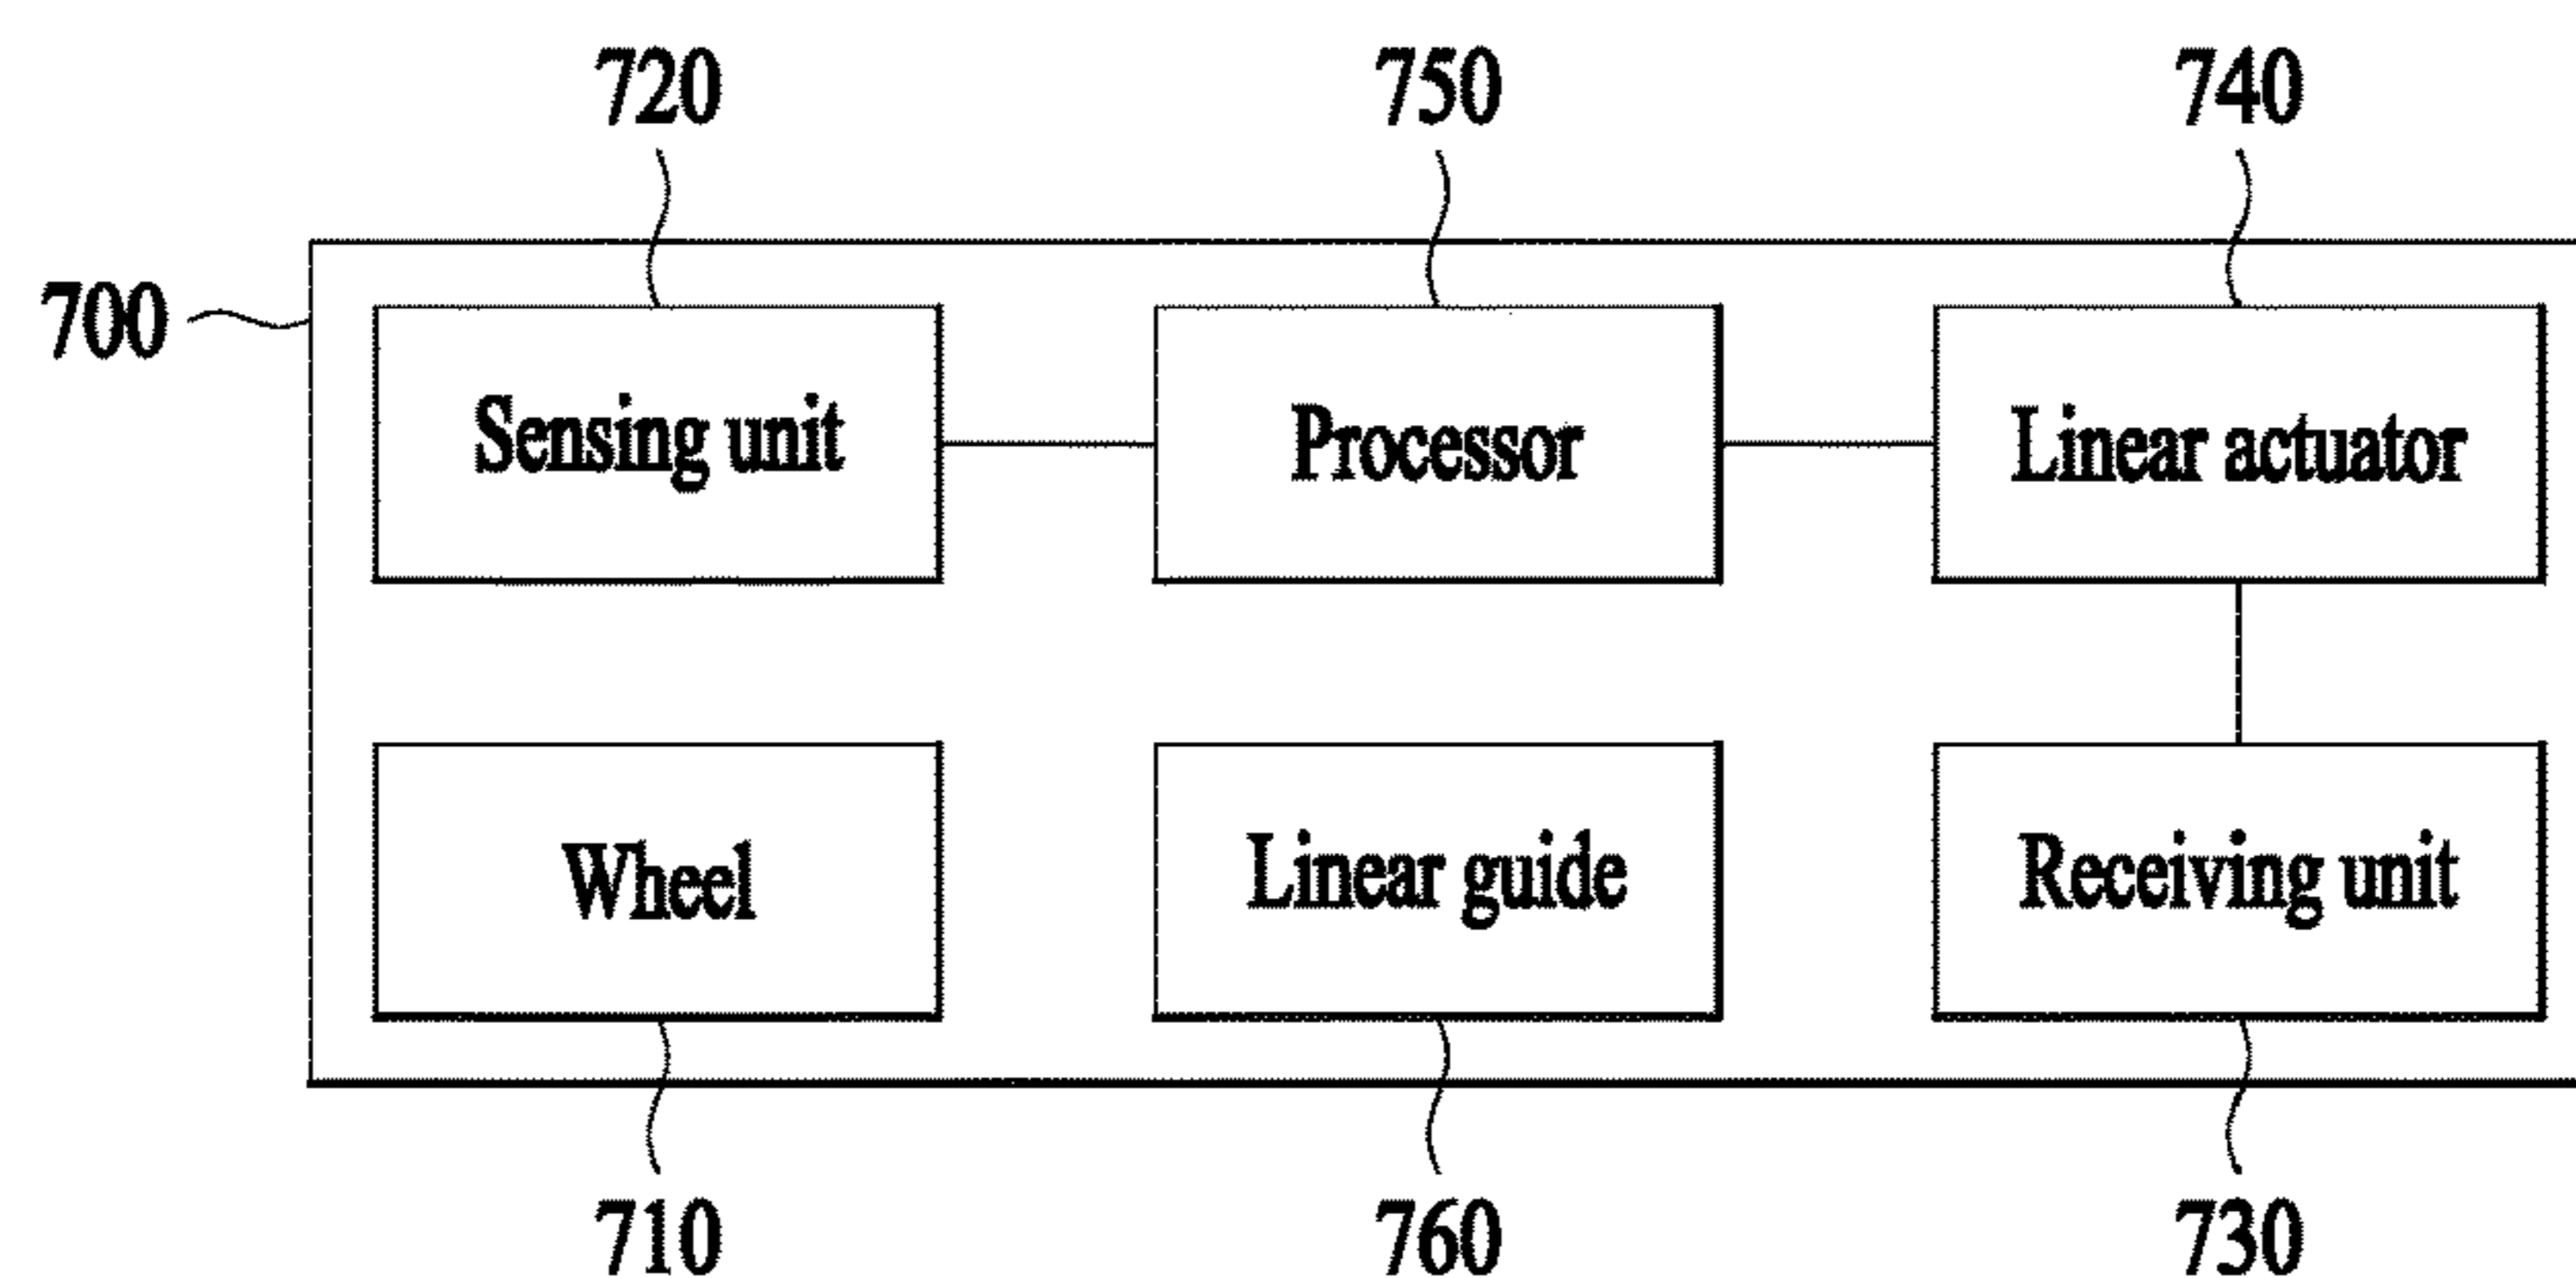 720 750 740
700
Sensing unit Processor Linear actuator
Wheel Linear guide Receiving unit
710 760 730